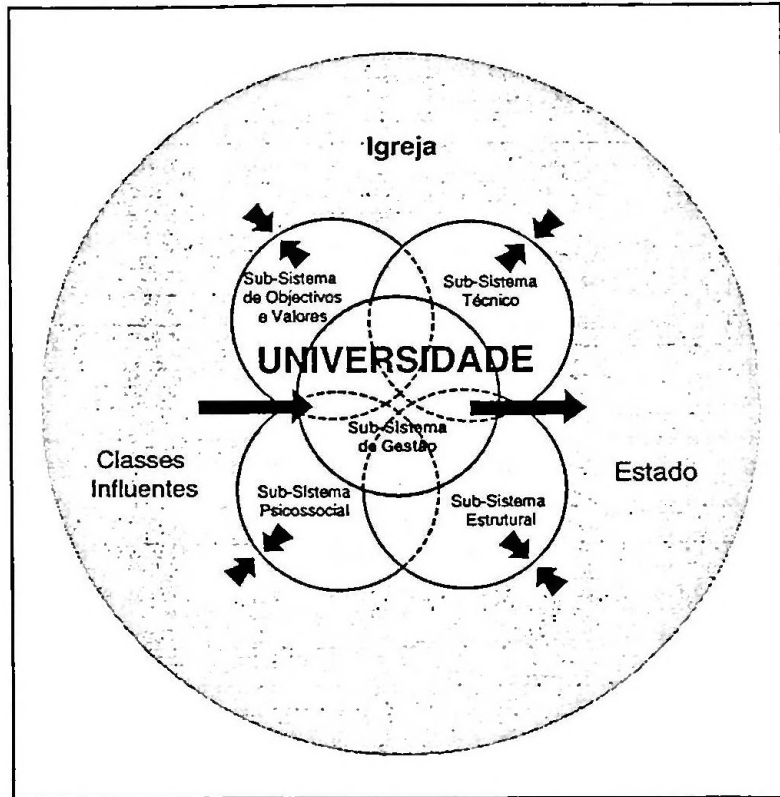 Igreja
Sub-Sistema
de Objectivos
e Valores
Sub-Sistema
Técnico
UNIVERSIDADE
Sub-Sistema
de Gestão
Classes
Influentes
Estado
Sub-Sistema
Psicossocial
Sub-Sistema
Estrutural